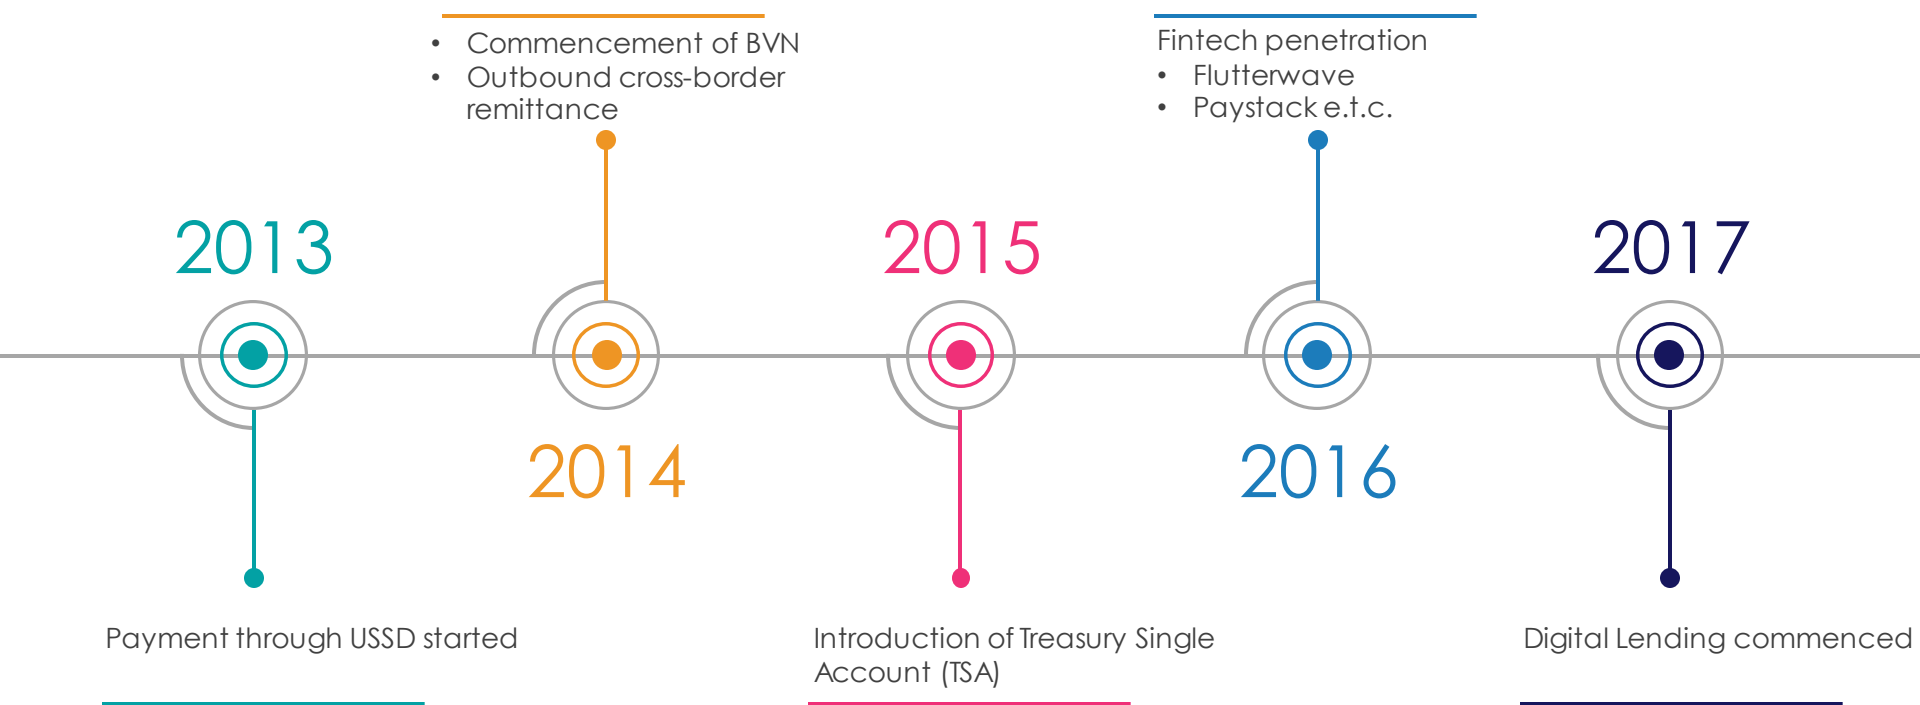 • Commencement of BVN
• Outbound cross-border
remittance
Fintech penetration
• Flutterwave
• Paystack e.t.c.
2013
2015
2017
2014
2016
Payment through USSD started
Introduction of Treasury Single
Account (TSA)
Digital Lending commenced